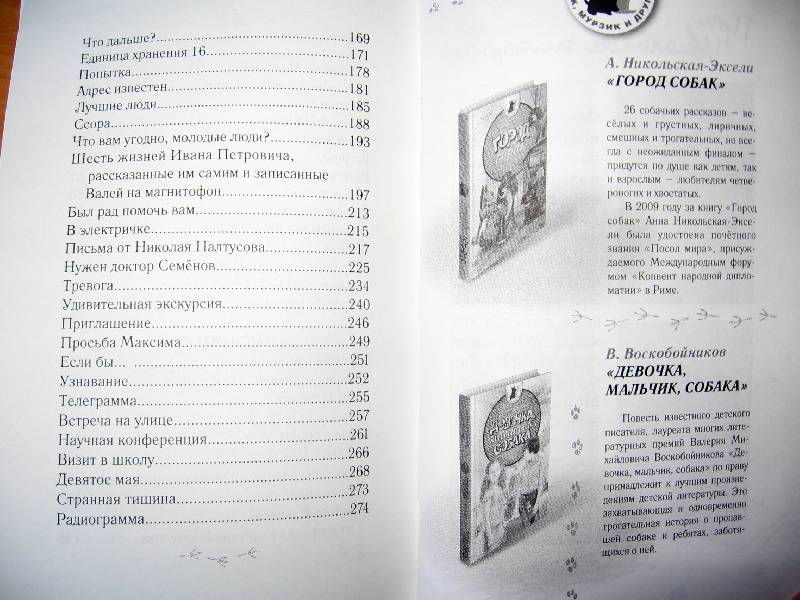 Что дальше?..........169
Единица хранения 16..........171
Попытка..........178
Адрес известен..........181
Лучшие люди..........185
Ссора..........188
Что вам угодно, молодые люди?..........193
Шесть жизней Ивана Петровича,
рассказанные им самим и записанные
Валей на магнитофон..........197
Был рад помочь вам..........213
В электричке..........215
Письма от Николая Палтусова..........217
Нужен доктор Семёнов..........225
Тревога..........234
Удивительная экскурсия..........240
Приглашение..........246
Просьба Максима..........249
Если бы..............251
Узнавание..........252
Телеграмма..........255
Встреча на улице..........257
Научная конференция..........261
Визит в школу..........266
Девятое мая..........268
Странная тишина..........273
Радиограмма..........274
К, МУРЗИК И ДРУ
А. Никольская-Эксели
«ГОРОД СОБАК»
26 собачьих рассказов — ве-
сёлых и грустных, лиричных,
смешных и трогательных, но все-
гда с неожиданным финалом —
придутся по душе как детям, так
и взрослым — любителям четве-
роногих и хвостатых.
В 2009 году за книгу «Город
собак» Анна Никольская-Эксе-
ли была удостоена почётного
звания «Посол мира», присуж-
даемого Международным фору-
мом «Конвент народной дипло-
матии» в Риме.
ГОРОД
В. Воскобойников
«ДЕВОЧКА,
МАЛЬЧИК, СОБАКА»
Повесть известного детского
писателя, лауреата многих лите-
ратурных премий Валерия Ми-
хайловича Воскобойникова «Де-
вочка, мальчик, собака» по праву
принадлежит к лучшим произве-
дениям детской литературы. Это
захватывающая и одновременно
трогательная история о пропав-
шей собаке и ребятах, заботя-
щихся о ней.
СОБАКА